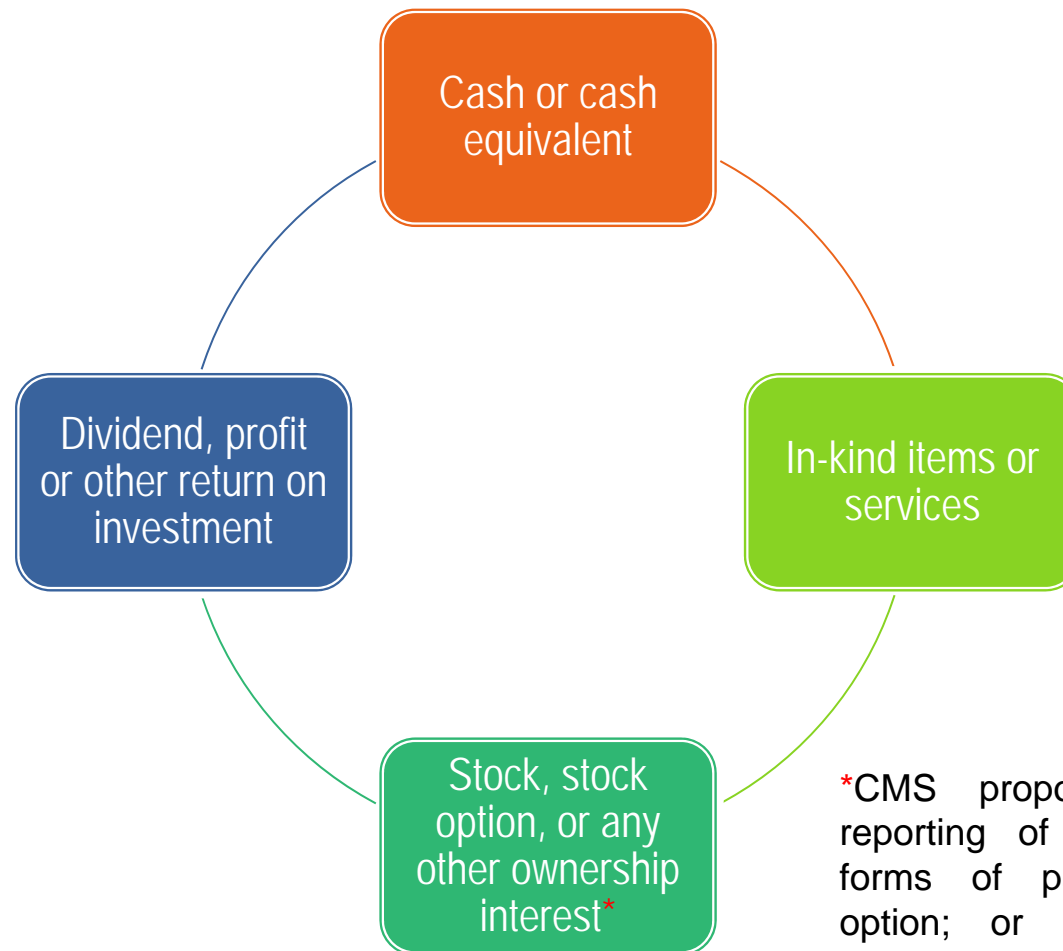 Cash or cash
equivalent
Dividend, profit
or other return on
investment
In-kind items or
services
Stock, stock
option, or any
other ownership
interest*
*CMS
reporting of
forms of
option; or